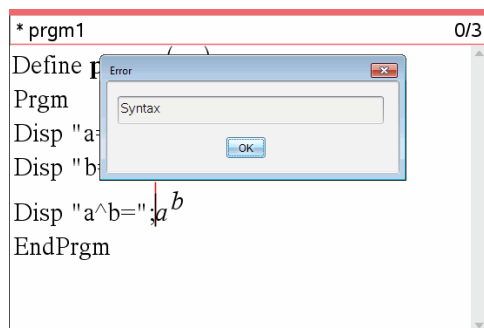 * prgm1 0/3
Define
Error
Prgm
Syntax
Disp "a=
OK
Disp "b=
Disp "a^b=";a^b
EndPrgm